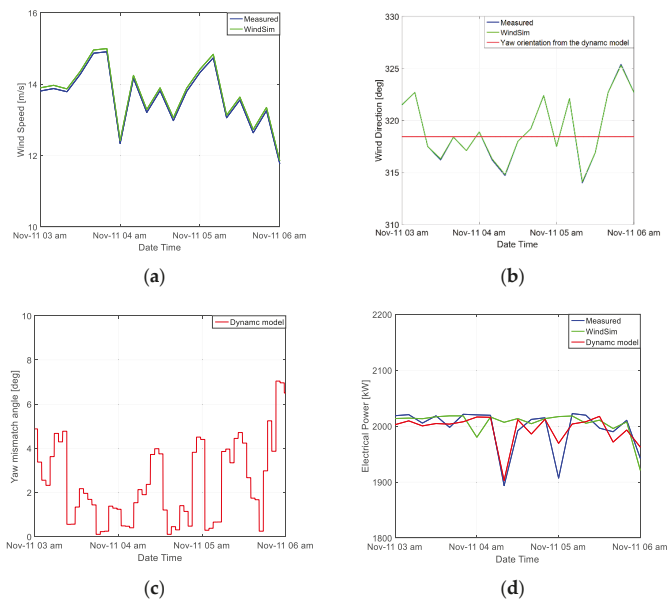 16
14
12
10
Wind Speed [m/s]
Measured
WindSim
Nov-11 03 am
Nov-11 04 am
Nov-11 05 am
Nov-11 06 am
Date Time
(a)
330
325
320
315
310
Wind Direction [deg]
Measured
WindSim
Yaw orientation from the dynamc model
Nov-11 03 am
Nov-11 04 am
Nov-11 05 am
Nov-11 06 am
Date Time
(b)
10
8
6
4
2
0
Yaw mismatch angle [deg]
Dynamc model
Nov-11 03 am
Nov-11 04 am
Nov-11 05 am
Nov-11 06 am
Date Time
(c)
2200
2100
2000
1900
1800
Electrical Power [kW]
Measured
WindSim
Dynamc model
Nov-11 03 am
Nov-11 04 am
Nov-11 05 am
Nov-11 06 am
Date Time
(d)